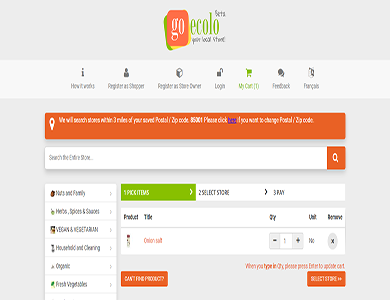 Beta
go ecolo
your local Store!
How it works
Register as Shopper
Register as Store Owner
Login
My Cart (1)
Feedback
Français
We will search stores within 3 miles of your saved Postal / Zip code. 85001 Please click here if you want to change Postal / Zip code.
Search the Entire Store...
Nuts and Family
Herbs , Spices & Sauces
VEGAN & VEGETARIAN
Household and Cleaning
Organic
Fresh Vegetables
1 PICK ITEMS
2 SELECT STORE
3 PAY
Product Title Qty Unit Remove
Onion salt - 1 + No x
When you type in Qty, please press Enter to update cart.
CAN'T FIND PRODUCT?
SELECT STORE >>